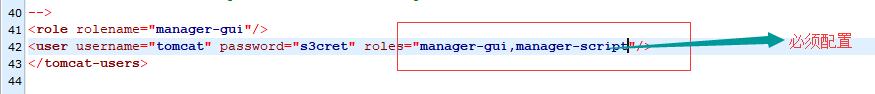 40 -->
41 <role rolename="manager-gui"/>
42 <user username="tomcat" password="s3cret" roles="manager-gui,manager-script"/> 必须配置
43 </tomcat-users>
44